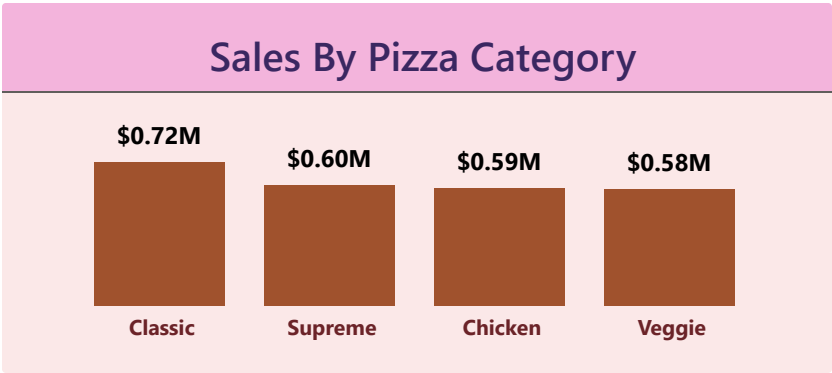 Sales By Pizza Category
$0.72M
$0.60M
$0.59M
$0.58M
Classic
Supreme
Chicken
Veggie